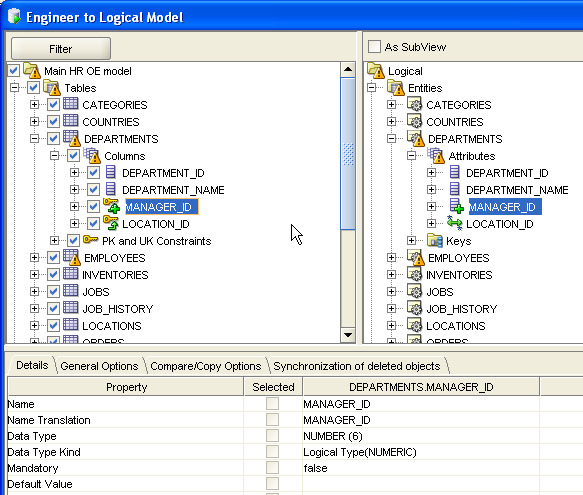 Engineer to Logical Model
Filter
Main HR OE model
Tables
CATEGORIES
COUNTRIES
DEPARTMENTS
Columns
DEPARTMENT_ID
DEPARTMENT_NAME
MANAGER_ID
LOCATION_ID
PK and UK Constraints
EMPLOYEES
INVENTORIES
JOBS
JOB_HISTORY
LOCATIONS
ORDERS
As SubView
Logical
Entities
CATEGORIES
COUNTRIES
DEPARTMENTS
Attributes
DEPARTMENT_ID
DEPARTMENT_NAME
MANAGER_ID
LOCATION_ID
Keys
EMPLOYEES
INVENTORIES
JOBS
JOB_HISTORY
LOCATIONS
ORDERS
Details General Options Compare/Copy Options Synchronization of deleted objects
Property Selected DEPARTMENTS.MANAGER_ID
Name MANAGER_ID
Name Translation MANAGER_ID
Data Type NUMBER (6)
Data Type Kind Logical Type(NUMERIC)
Mandatory false
Default Value